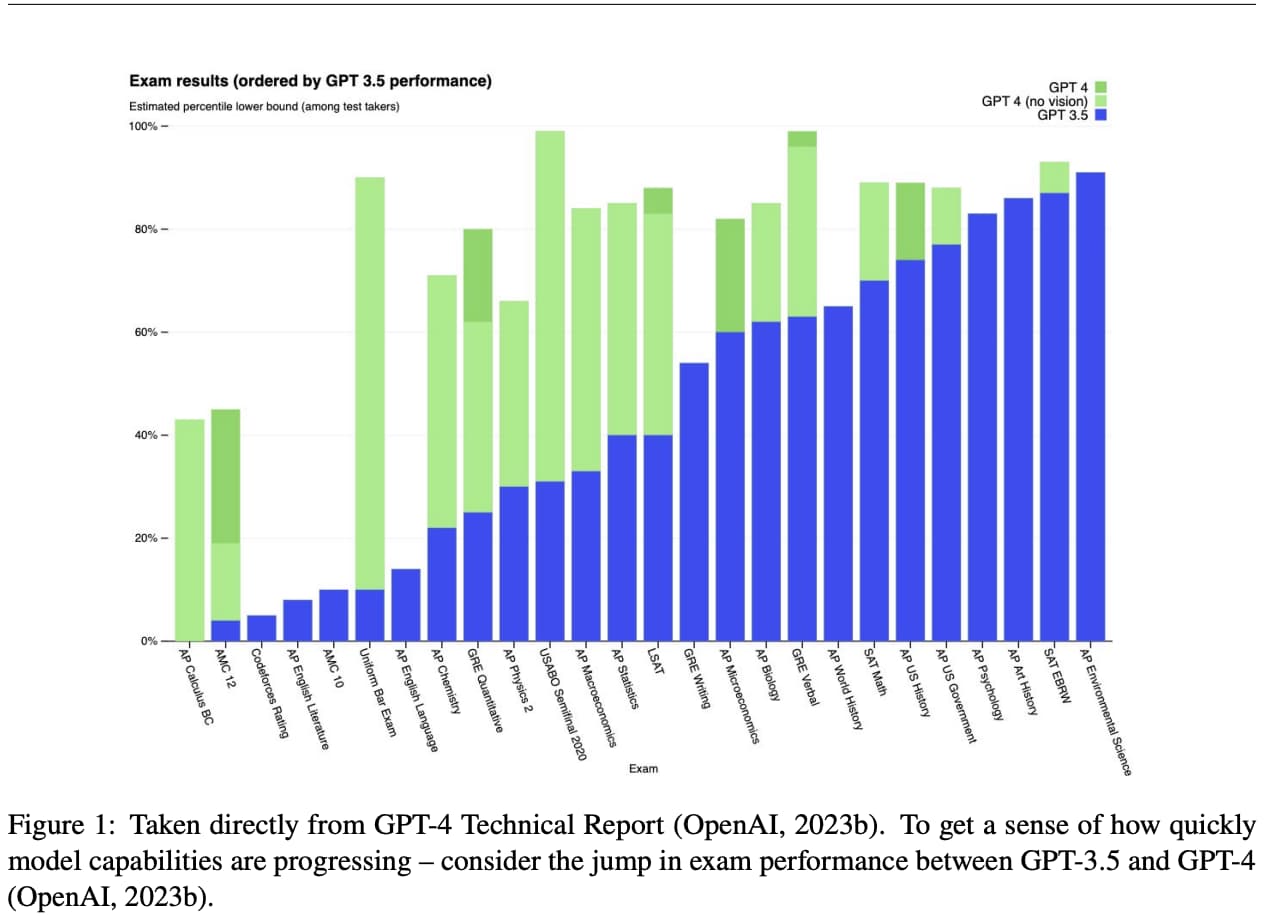 Exam results (ordered by GPT 3.5 performance)
Estimated percentile lower bound (among test takers)
GPT 4
GPT 4 (no vision)
GPT 3.5
100%
80%
60%
40%
20%
0%
AP Calculus BC
AMC 12
Codeforces Rating
AP English Literature
AMC 10
Uniform Bar Exam
AP English Language
AP Chemistry
GRE Quantitative
AP Physics 2
USABO Semifinal 2020
AP Macroeconomics
AP Statistics
LSAT
GRE Writing
AP Microeconomics
AP Biology
GRE Verbal
AP World History
SAT Math
AP US History
AP US Government
AP Psychology
AP Art History
SAT EBRW
AP Environmental Science
Exam
Figure 1: Taken directly from GPT-4 Technical Report (OpenAI, 2023b). To get a sense of how quickly
model capabilities are progressing – consider the jump in exam performance between GPT-3.5 and GPT-4
(OpenAI, 2023b).